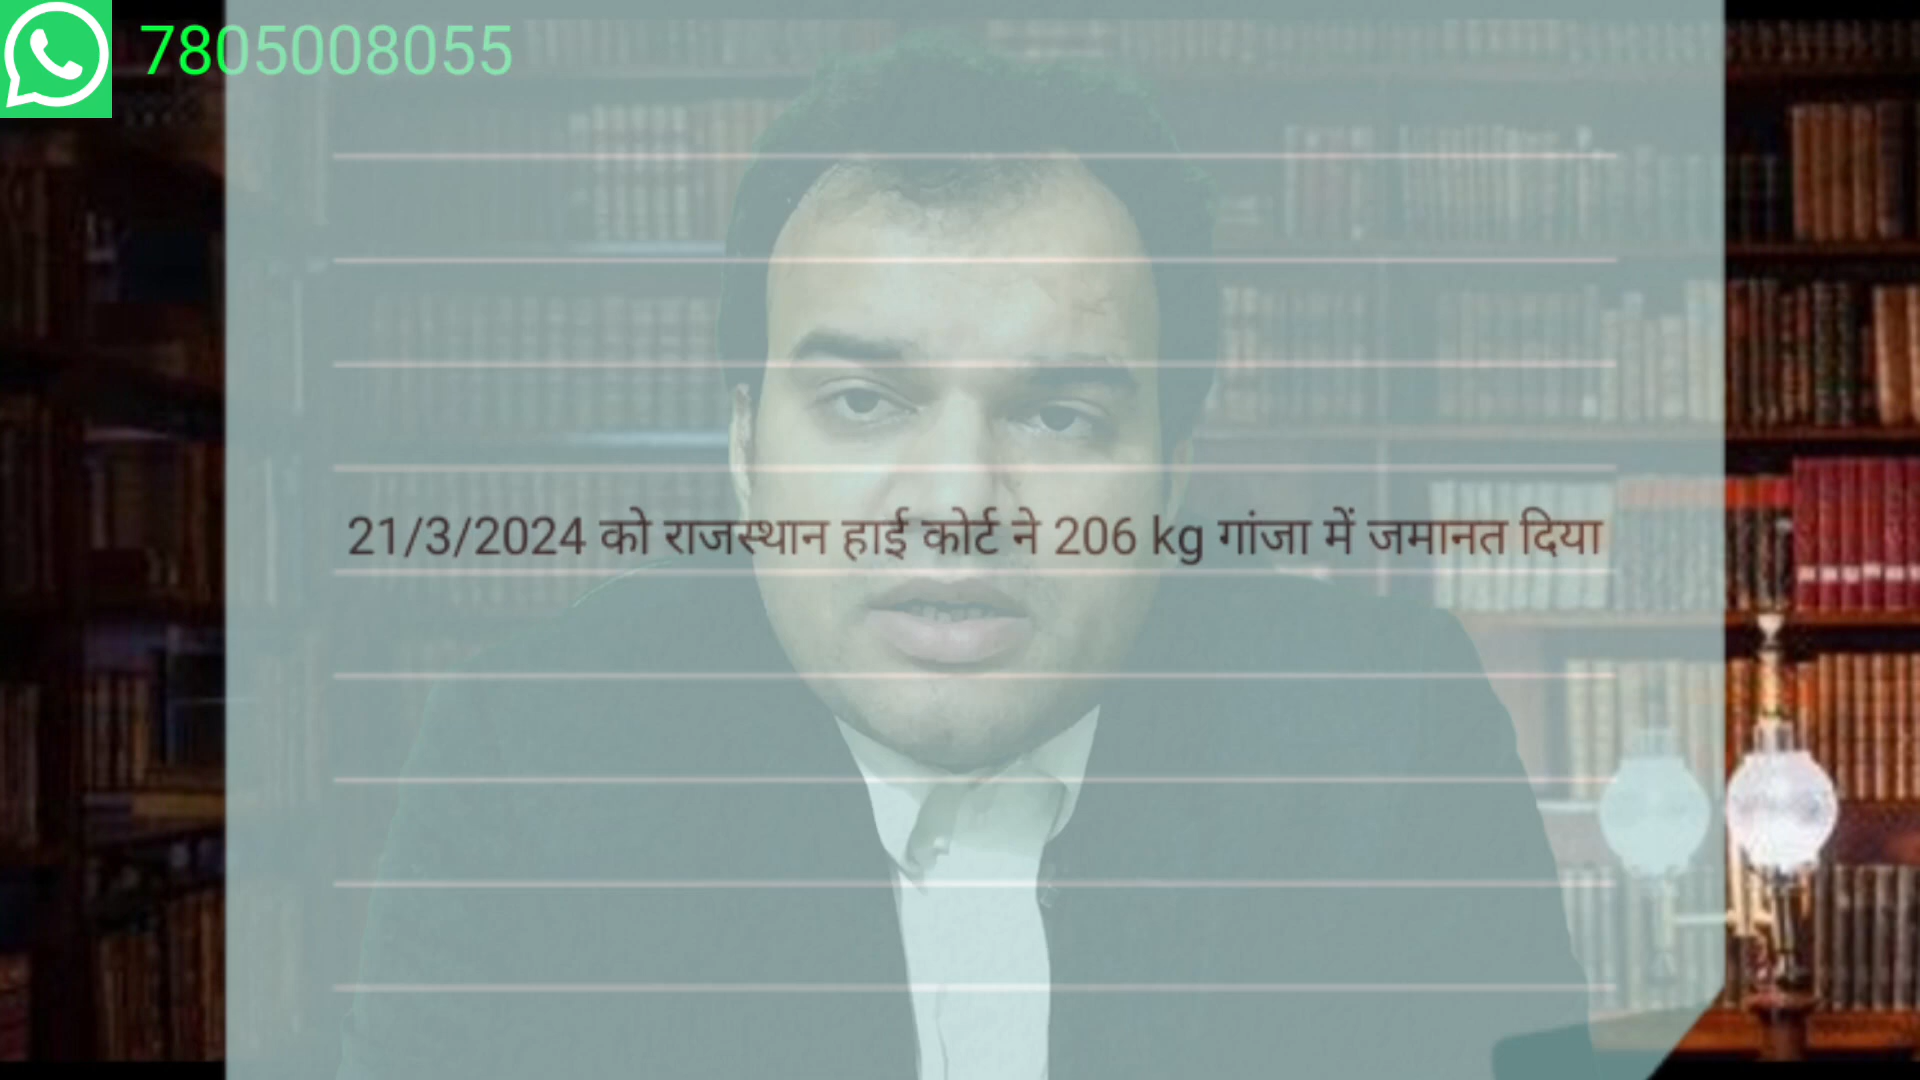 7805008055
21/3/2024 को राजस्थान हाई कोर्ट ने 206 kg गांजा में जमानत दिया